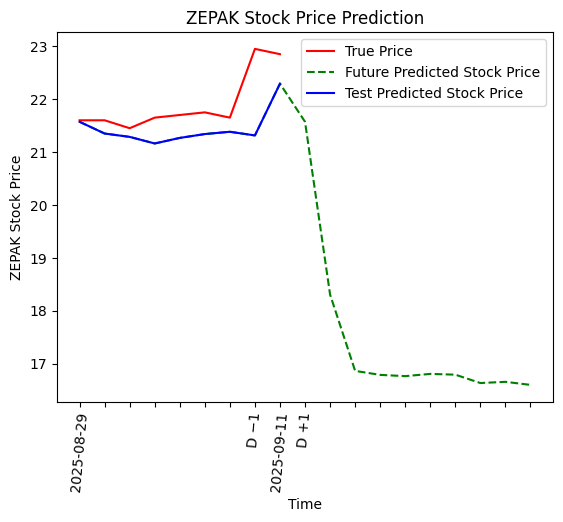 ZEPAK Stock Price Prediction
True Price
Future Predicted Stock Price
Test Predicted Stock Price
ZEPAK Stock Price
23
22
21
20
19
18
17
2025-08-29
D −1
2025-09-11
D +1
Time